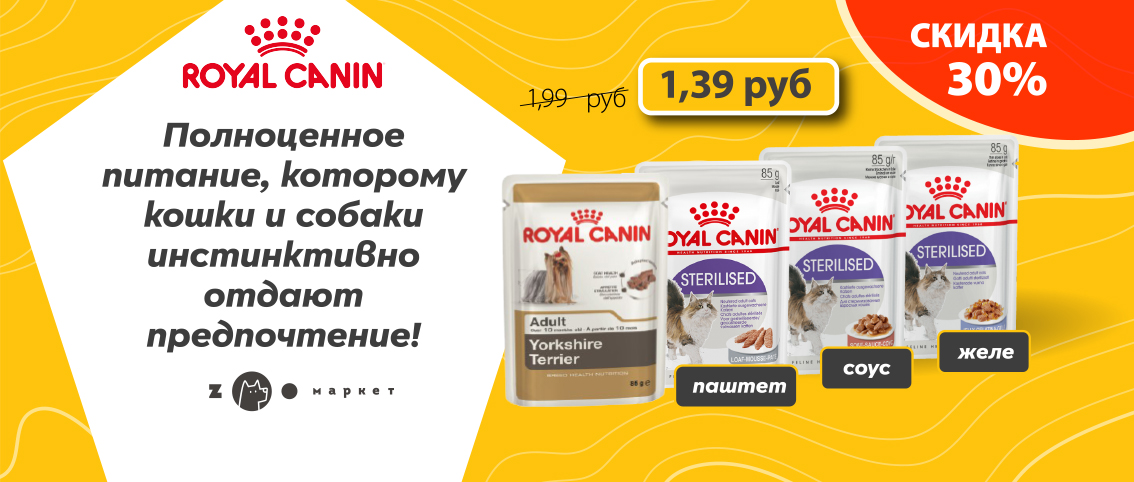 ROYAL CANIN
Полноценное
питание, которому
кошки и собаки
инстинктивно
отдают
предпочтение!
ZOO маркет
1,99 руб
1,39 руб
СКИДКА
30%
ROYAL CANIN
Adult
Yorkshire
Terrier
85 g
85 g
ROYAL CANIN
STERILISED
паштет
85 g/г
ROYAL CANIN
STERILISED
соус
85 g
ROYAL CANIN
STERILISED
желе